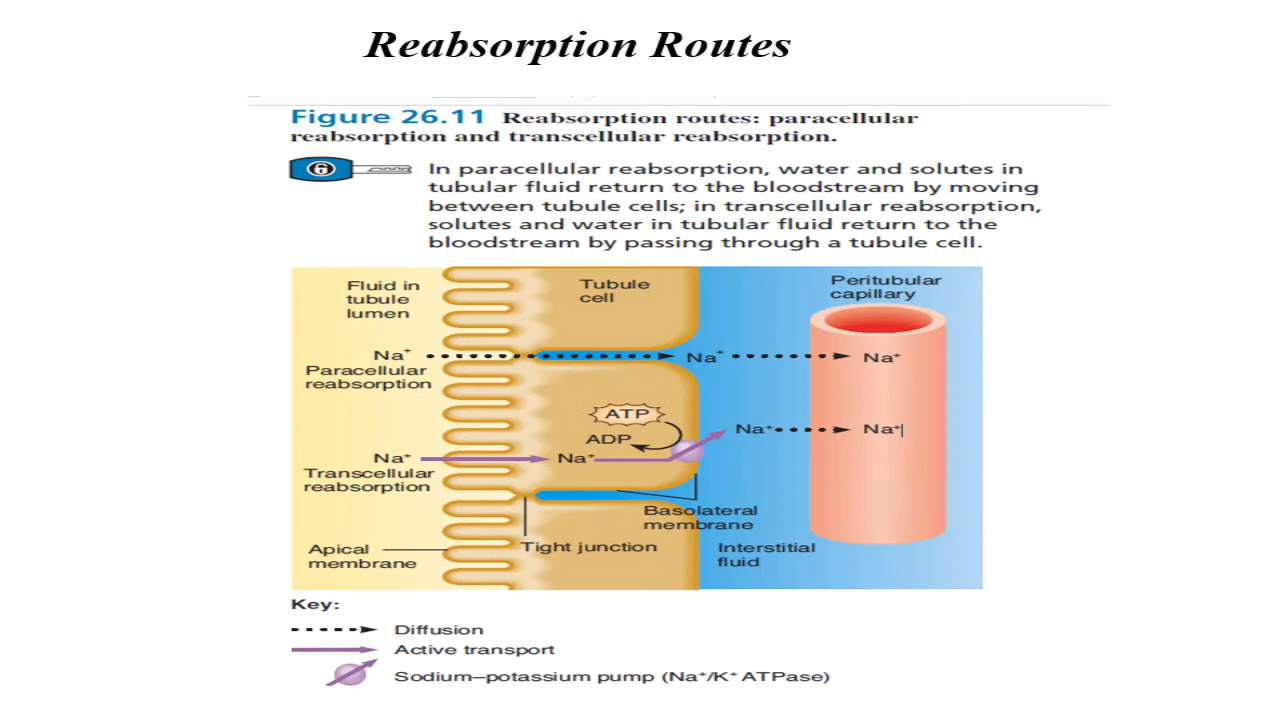 Reabsorption Routes
Figure 26.11 Reabsorption routes: paracellular
reabsorption and transcellular reabsorption.
6
In paracellular reabsorption, water and solutes in
tubular fluid return to the bloodstream by moving
between tubule cells; in transcellular reabsorption,
solutes and water in tubular fluid return to the
bloodstream by passing through a tubule cell.
Fluid in
tubule
lumen
Tubule
cell
Peritubular
capillary
Na⁺
Na⁺
Na⁺
Paracellular
reabsorption
ATP
ADP
Na⁺
Na⁺
Na⁺
Na⁺
Transcellular
reabsorption
Basolateral
membrane
Apical
membrane
Tight junction
Interstitial
fluid
Key:
Diffusion
Active transport
Sodium–potassium pump (Na⁺/K⁺ ATPase)